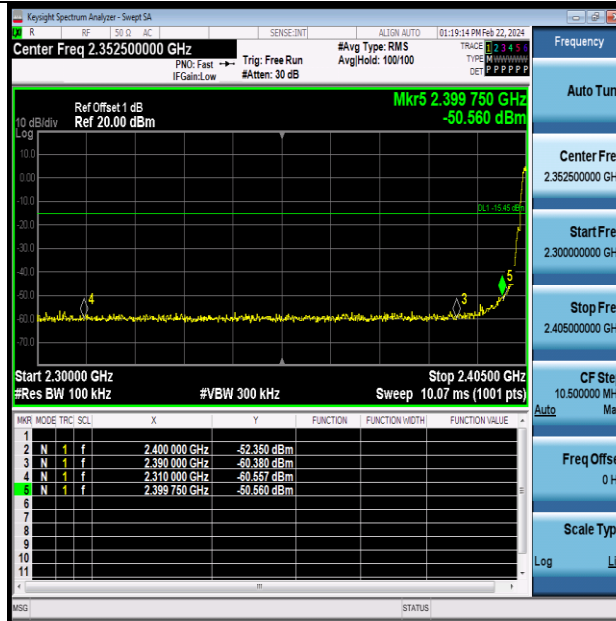 Keysight Spectrum Analyzer - Swept SA
R RF 50 Ω AC SENSE:INT ALIGN AUTO 01:19:14 PM Feb 22, 2024
Center Freq 2.352500000 GHz
PNO: Fast
IFGain:Low
Trig: Free Run
#Atten: 30 dB
#Avg Type: RMS
Avg|Hold: 100/100
TRACE 1 2 3 4 5 6
TYPE M WWWWW
DET P P P P P P
Ref Offset 1 dB
10 dB/div Ref 20.00 dBm
Log
Mkr5 2.399 750 GHz
-50.560 dBm
10.0
0.00
-10.0
-20.0
-30.0
-40.0
-50.0
-60.0
-70.0
DL1 -15.45 dBm
4
3
5
Start 2.30000 GHz Stop 2.40500 GHz
#Res BW 100 kHz #VBW 300 kHz Sweep 10.07 ms (1001 pts)
MKR MODE TRC SCL X Y FUNCTION FUNCTION WIDTH FUNCTION VALUE
1
2 N 1 f 2.400 000 GHz -52.350 dBm
3 N 1 f 2.390 000 GHz -60.380 dBm
4 N 1 f 2.310 000 GHz -60.557 dBm
5 N 1 f 2.399 750 GHz -50.560 dBm
6
7
8
9
10
11
MSG STATUS
Frequency
Auto Tun
Center Fre
2.352500000 GH
Start Fre
2.300000000 GH
Stop Fre
2.405000000 GH
CF Ste
10.500000 MH
Auto Ma
Freq Offse
0 H
Scale Typ
Log Li